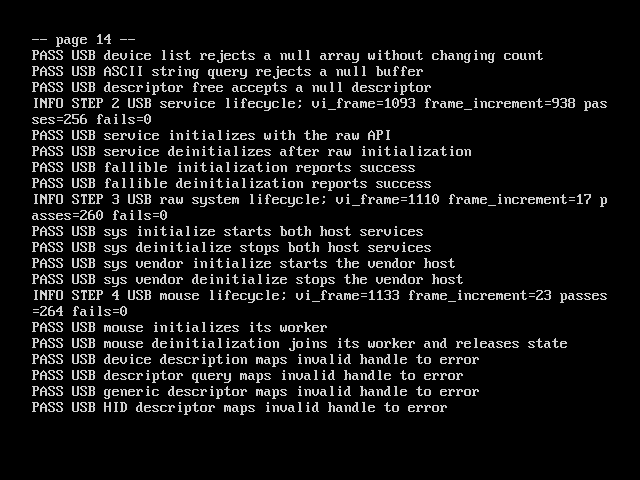 -- page 14 --
PASS USB device list rejects a null array without changing count
PASS USB ASCII string query rejects a null buffer
PASS USB descriptor free accepts a null descriptor
INFO STEP 2 USB service lifecycle; vi_frame=1093 frame_increment=938 pas
ses=256 fails=0
PASS USB service initializes with the raw API
PASS USB service deinitializes after raw initialization
PASS USB fallible initialization reports success
PASS USB fallible deinitialization reports success
INFO STEP 3 USB raw system lifecycle; vi_frame=1110 frame_increment=17 p
asses=260 fails=0
PASS USB sys initialize starts both host services
PASS USB sys deinitialize stops both host services
PASS USB sys vendor initialize starts the vendor host
PASS USB sys vendor deinitialize stops the vendor host
INFO STEP 4 USB mouse lifecycle; vi_frame=1133 frame_increment=23 passes
=264 fails=0
PASS USB mouse initializes its worker
PASS USB mouse deinitialization joins its worker and releases state
PASS USB device description maps invalid handle to error
PASS USB descriptor query maps invalid handle to error
PASS USB generic descriptor maps invalid handle to error
PASS USB HID descriptor maps invalid handle to error